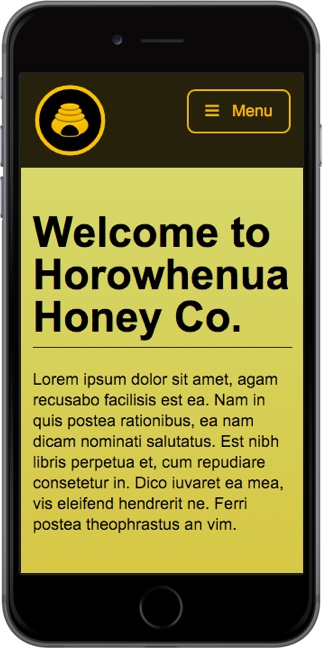 Menu
Welcome to
Horowhenua
Honey Co.
Lorem ipsum dolor sit amet, agam
recusabo facilisis est ea. Nam in
quis postea rationibus, ea nam
dicam nominati salutatus. Est nibh
libris perpetua et, cum repudiare
consetetur in. Dico iuvaret ea mea,
vis eleifend hendrerit ne. Ferri
postea theophrastus an vim.